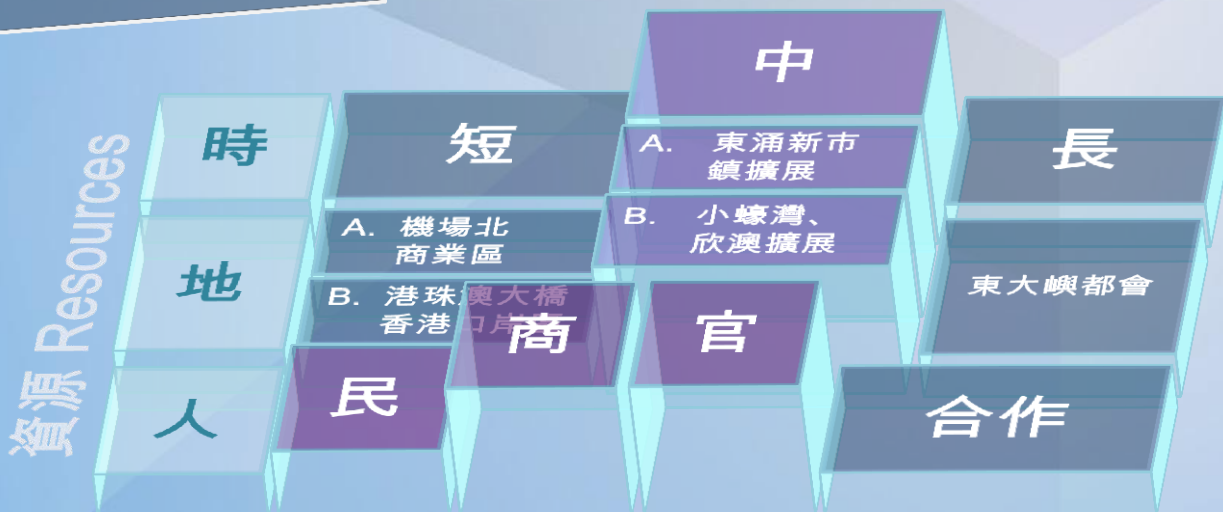 資源 Resources
時
短
中
長
地
A. 機場北
商業區
B. 港珠澳大橋
香港口岸
A. 東涌新市
鎮擴展
B. 小蠔灣、
欣澳擴展
東大嶼都會
人
民
商
官
合作